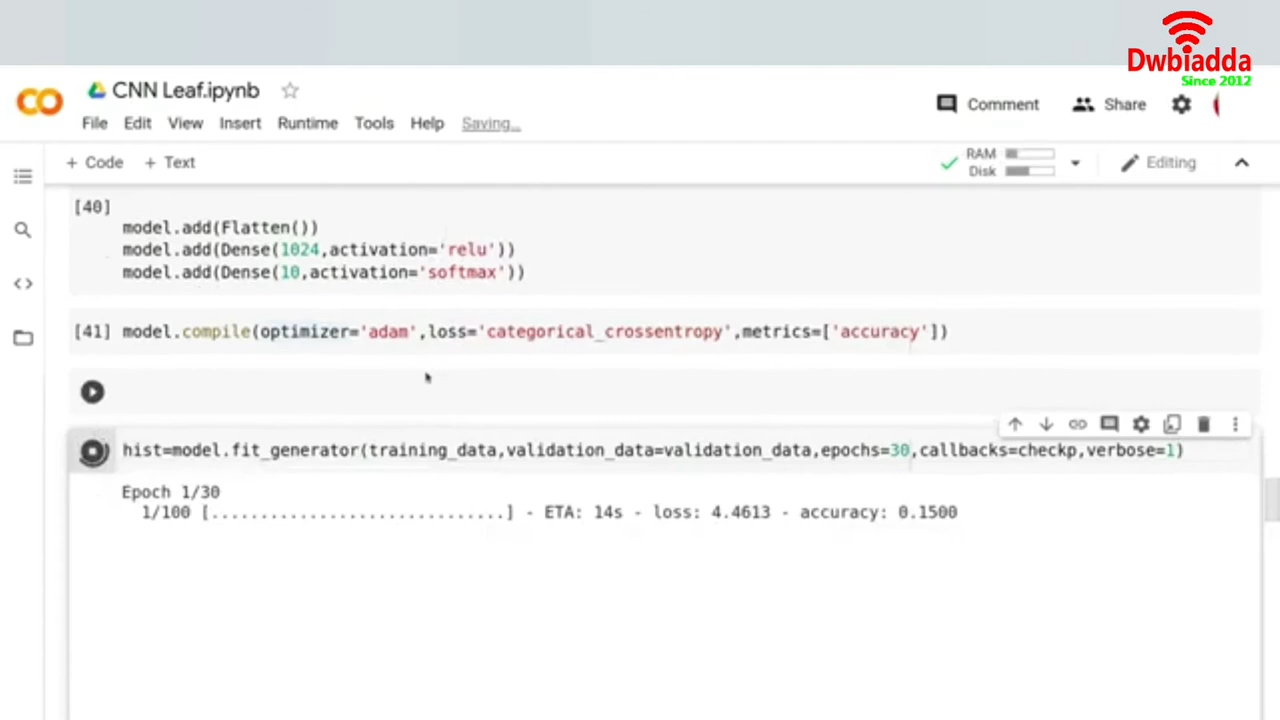 Dwbiadda
Since 2012
CNN Leaf.ipynb
Comment
Share
File Edit View Insert Runtime Tools Help Saving...
+ Code + Text
RAM
Disk
Editing
[40]
model.add(Flatten())
model.add(Dense(1024,activation='relu'))
model.add(Dense(10,activation='softmax'))
[41] model.compile(optimizer='adam',loss='categorical_crossentropy',metrics=['accuracy'])
hist=model.fit_generator(training_data,validation_data=validation_data,epochs=30,callbacks=checkp,verbose=1)
Epoch 1/30
1/100 [..............................] - ETA: 14s - loss: 4.4613 - accuracy: 0.1500